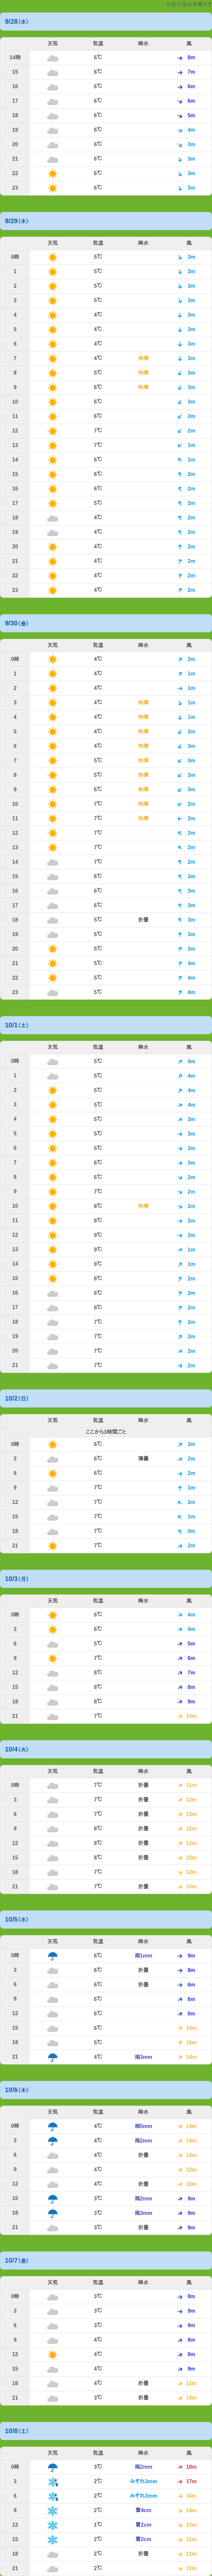 9/28(水)
天気 気温 降水 風
14時 6℃ 8m
15 6℃ 7m
16 6℃ 6m
17 6℃ 6m
18 6℃ 5m
19 6℃ 4m
20 6℃ 3m
21 6℃ 3m
22 6℃ 3m
23 6℃ 3m
9/29(木)
天気 気温 降水 風
0時 5℃ 3m
1 5℃ 3m
2 5℃ 3m
3 5℃ 3m
4 4℃ 3m
5 4℃ 3m
6 4℃ 3m
7 4℃ 快晴 3m
8 5℃ 快晴 3m
9 6℃ 快晴 3m
10 6℃ 3m
11 6℃ 2m
12 7℃ 2m
13 7℃ 1m
14 6℃ 1m
15 6℃ 2m
16 6℃ 2m
17 5℃ 2m
18 4℃ 2m
19 4℃ 2m
20 4℃ 2m
21 4℃ 2m
22 4℃ 2m
23 4℃ 2m
9/30(金)
天気 気温 降水 風
0時 4℃ 2m
1 4℃ 1m
2 4℃ 1m
3 4℃ 快晴 1m
4 4℃ 快晴 1m
5 4℃ 快晴 2m
6 4℃ 快晴 3m
7 5℃ 快晴 3m
8 5℃ 快晴 3m
9 6℃ 快晴 3m
10 7℃ 快晴 2m
11 7℃ 快晴 2m
12 7℃ 2m
13 7℃ 2m
14 7℃ 2m
15 6℃ 3m
16 6℃ 3m
17 6℃ 3m
18 5℃ 折曇 3m
19 5℃ 3m
20 5℃ 3m
21 5℃ 4m
22 5℃ 4m
23 5℃ 4m
10/1(土)
天気 気温 降水 風
0時 5℃ 4m
1 5℃ 4m
2 5℃ 4m
3 5℃ 4m
4 5℃ 3m
5 5℃ 3m
6 5℃ 3m
7 6℃ 3m
8 6℃ 2m
9 7℃ 2m
10 8℃ 快晴 2m
11 8℃ 2m
12 9℃ 2m
13 9℃ 1m
14 9℃ 1m
15 8℃ 2m
16 8℃ 2m
17 8℃ 2m
18 7℃ 2m
19 7℃ 2m
20 7℃ 2m
21 7℃ 2m
10/2(日)
天気 気温 降水 風
ここから3時間ごと
0時 6℃ 3m
3 6℃ 薄曇 2m
6 6℃ 2m
9 7℃ 1m
12 7℃ 2m
15 7℃ 1m
18 7℃ 0m
21 7℃ 2m
10/3(月)
天気 気温 降水 風
0時 6℃ 4m
3 6℃ 4m
6 5℃ 5m
9 7℃ 6m
12 8℃ 7m
15 8℃ 8m
18 8℃ 9m
21 7℃ 10m
10/4(火)
天気 気温 降水 風
0時 7℃ 折曇 11m
3 7℃ 折曇 12m
6 7℃ 折曇 13m
9 8℃ 折曇 12m
12 8℃ 折曇 12m
15 8℃ 折曇 12m
18 7℃ 12m
21 7℃ 折曇 10m
10/5(水)
天気 気温 降水 風
0時 6℃ 雨1mm 9m
3 6℃ 折曇 8m
6 6℃ 折曇 6m
9 6℃ 6m
12 6℃ 6m
15 6℃ 10m
18 5℃ 15m
21 4℃ 雨3mm 14m
10/6(木)
天気 気温 降水 風
0時 4℃ 雨5mm 14m
3 4℃ 雨2mm 14m
6 4℃ 折曇 14m
9 4℃ 12m
12 4℃ 折曇 10m
15 3℃ 雨2mm 9m
18 3℃ 雨3mm 9m
21 3℃ 折曇 9m
10/7(金)
天気 気温 降水 風
0時 3℃ 8m
3 3℃ 9m
6 3℃ 9m
9 4℃ 8m
12 4℃ 8m
15 4℃ 9m
18 4℃ 折曇 11m
21 3℃ 折曇 14m
10/8(土)
天気 気温 降水 風
0時 3℃ 雨2mm 18m
3 2℃ みぞれ3mm 17m
6 2℃ みぞれ3mm 16m
9 2℃ 雪4cm 14m
12 1℃ 雪2cm 13m
15 2℃ 雪2cm 12m
18 2℃ 折曇 11m
21 2℃ 11m